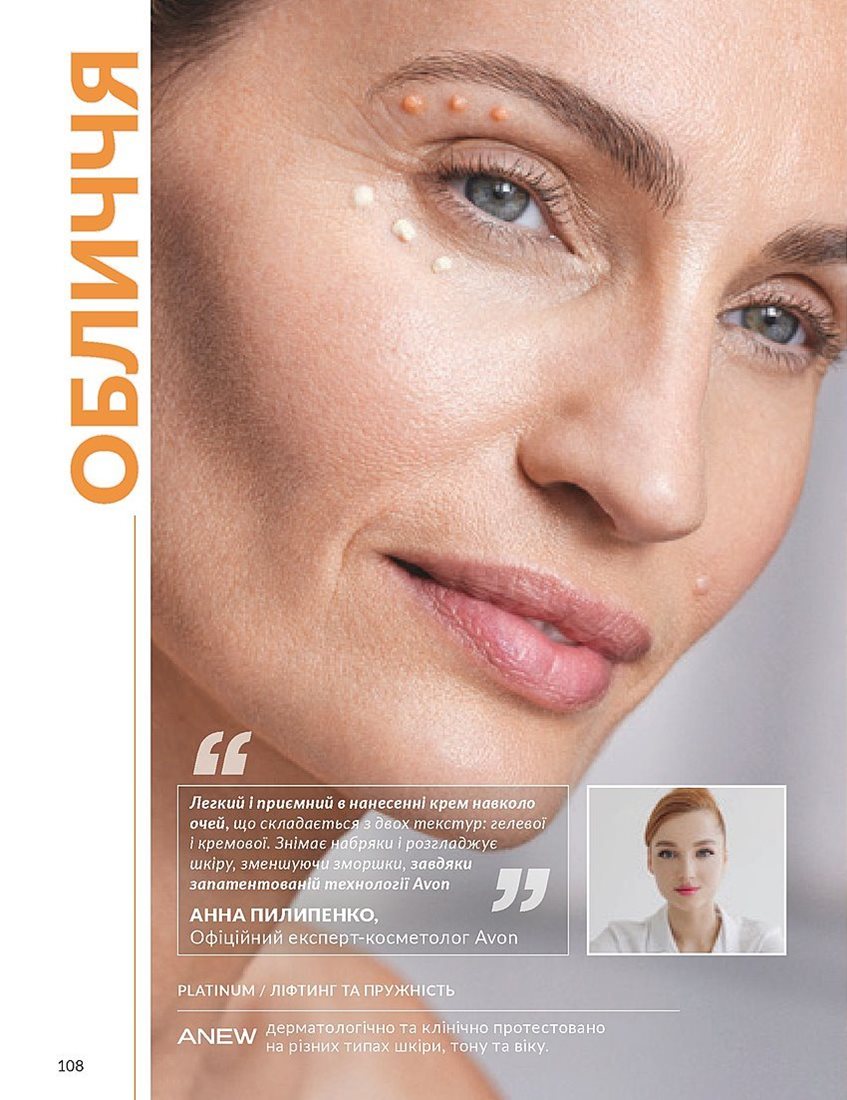 ОБЛИЧЧЯ
“
Легкий і приємний в нанесенні крем навколо
очей, що складається з двох текстур: гелевої
і кремової. Знімає набряки і розгладжує
шкіру, зменшуючи зморшки, завдяки
запатентованій технології Avon
”
АННА ПИЛИПЕНКО,
Офіційний експерт-косметолог Avon
PLATINUM / ЛІФТИНГ ТА ПРУЖНІСТЬ
ANEW дерматологічно та клінічно протестовано
на різних типах шкіри, тону та віку.
108